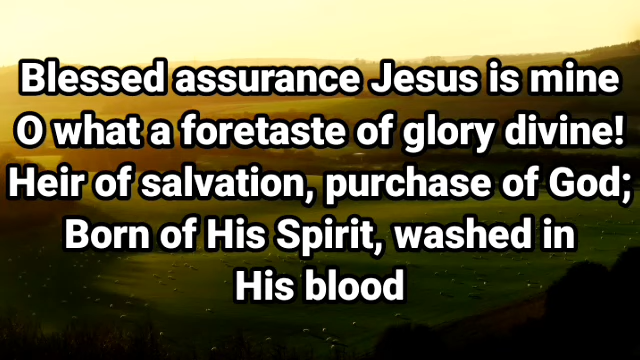 Blessed assurance Jesus is mine
O what a foretaste of glory divine!
Heir of salvation, purchase of God;
Born of His Spirit, washed in
His blood